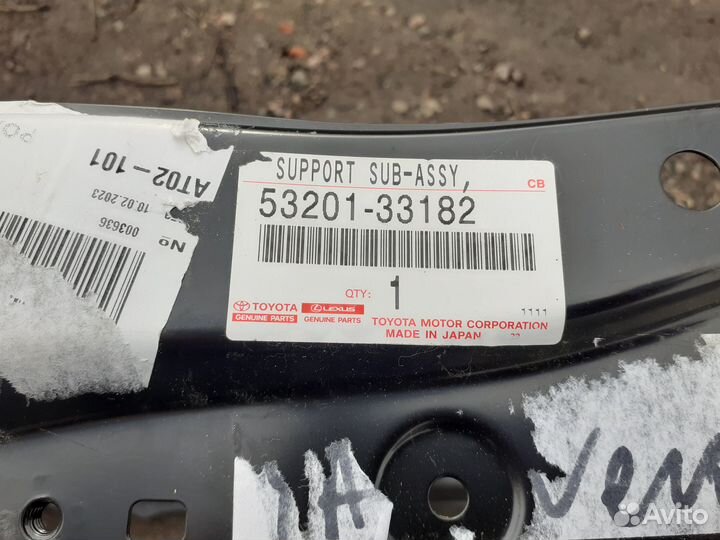 SUPPORT SUB-ASSY,
CB
53201-33182
QTY: 1
1111
TOYOTA LEXUS
GENUINE PARTS GENUINE PARTS
TOYOTA MOTOR CORPORATION
MADE IN JAPAN
AT02-101
10.02.2023
003636
№
Avito